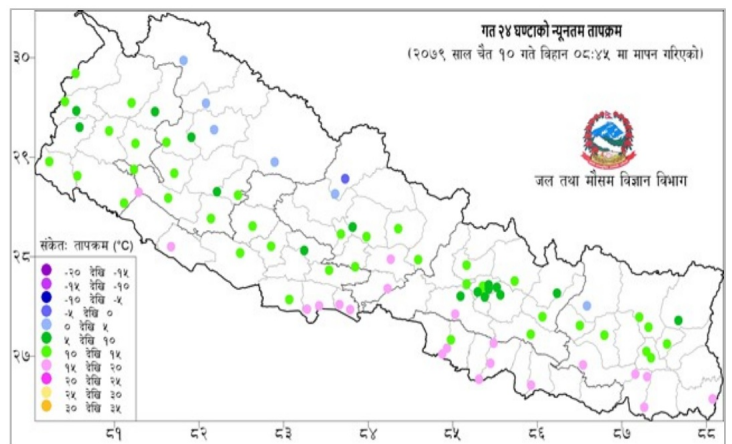 गत २४ घण्टाको न्यूनतम तापक्रम
(२०७९ साल चैत १० गते बिहान ०८:४५ मा मापन गरिएको)
जल तथा मौसम विज्ञान विभाग
संकेत: तापक्रम (°C)
-२० देखि -१५
-१५ देखि -१०
-१० देखि -५
-५ देखि ०
० देखि ५
५ देखि १०
१० देखि १५
१५ देखि २०
२० देखि २५
२५ देखि ३०
३० देखि ३५
३०
२९
२८
२७
८१
८२
८३
८४
८५
८६
८७
८८